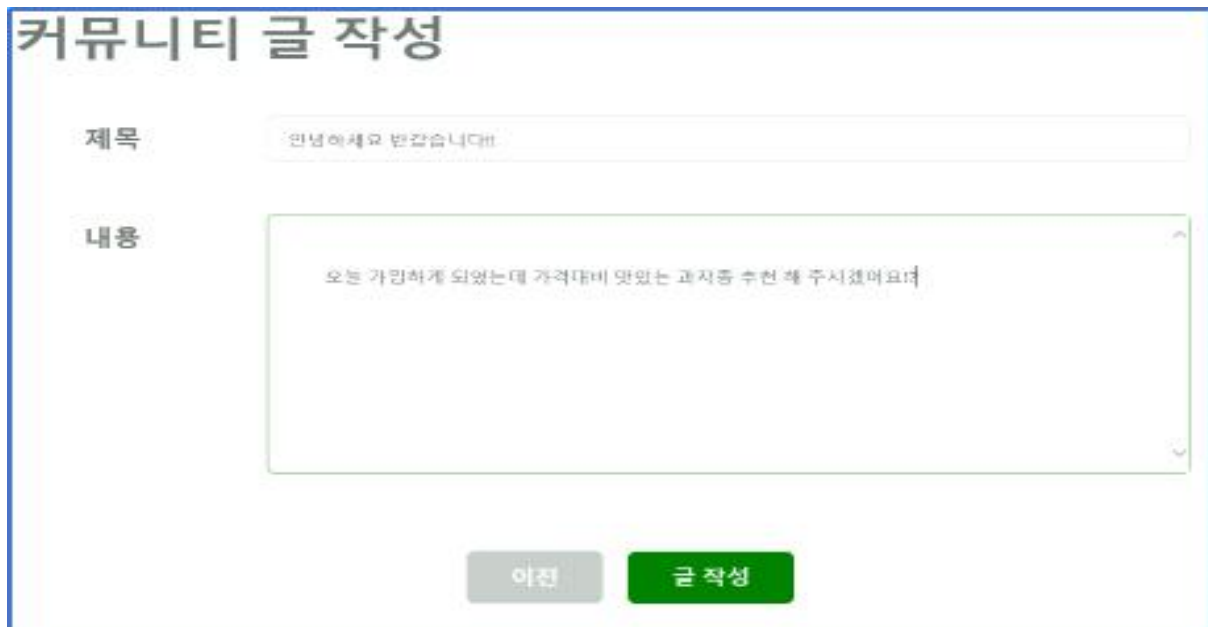 커뮤니티 글 작성
제목
안녕하세요 반갑습니다!!
내용
오늘 가입하게 되었는데 가격대비 맛있는 과자좀 추천 해 주시겠어요!?
이전
글 작성